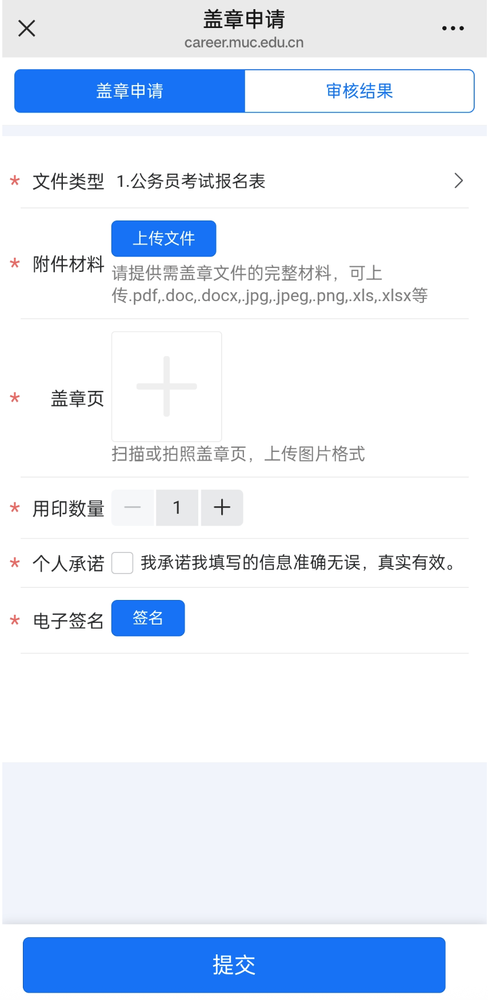 盖章申请
career.muc.edu.cn
盖章申请
审核结果
* 文件类型 1.公务员考试报名表
上传文件
* 附件材料
请提供需盖章文件的完整材料，可上
传.pdf,.doc,.docx,.jpg,.jpeg,.png,.xls,.xlsx等
* 盖章页
扫描或拍照盖章页，上传图片格式
* 用印数量 1
* 个人承诺 我承诺我填写的信息准确无误，真实有效。
* 电子签名 签名
提交